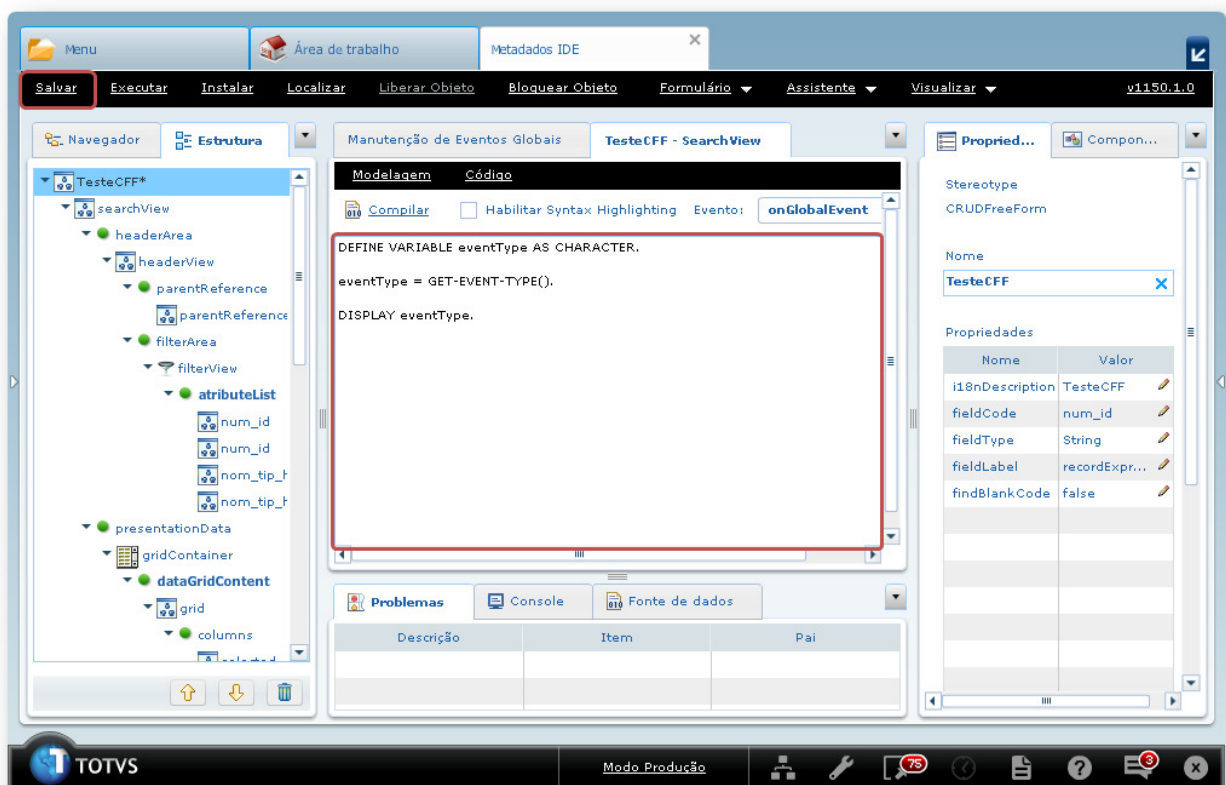 Menu
Área de trabalho
Metadados IDE
Salvar Executar Instalar Localizar Liberar Objeto Bloquear Objeto Formulário Assistente Visualizar v1150.1.0
Navegador Estrutura
TesteCFF*
searchView
headerArea
headerView
parentReference
parentReference
filterArea
filterView
atributeList
num_id
num_id
nom_tip_h
nom_tip_h
presentationData
gridContainer
dataGridContent
grid
columns
selected
Manutenção de Eventos Globais TesteCFF - SearchView
Modelagem Código
Compilar Habilitar Syntax Highlighting Evento: onGlobalEvent
DEFINE VARIABLE eventType AS CHARACTER.
eventType = GET-EVENT-TYPE().
DISPLAY eventType.
Problemas Console Fonte de dados
Descrição Item Pai
Propried... Compon...
Stereotype
CRUDFreeForm
Nome
TesteCFF
Propriedades
Nome Valor
i18nDescription TesteCFF
fieldCode num_id
fieldType String
fieldLabel recordExpr...
findBlankCode false
TOTVS
Modo Produção
75
3